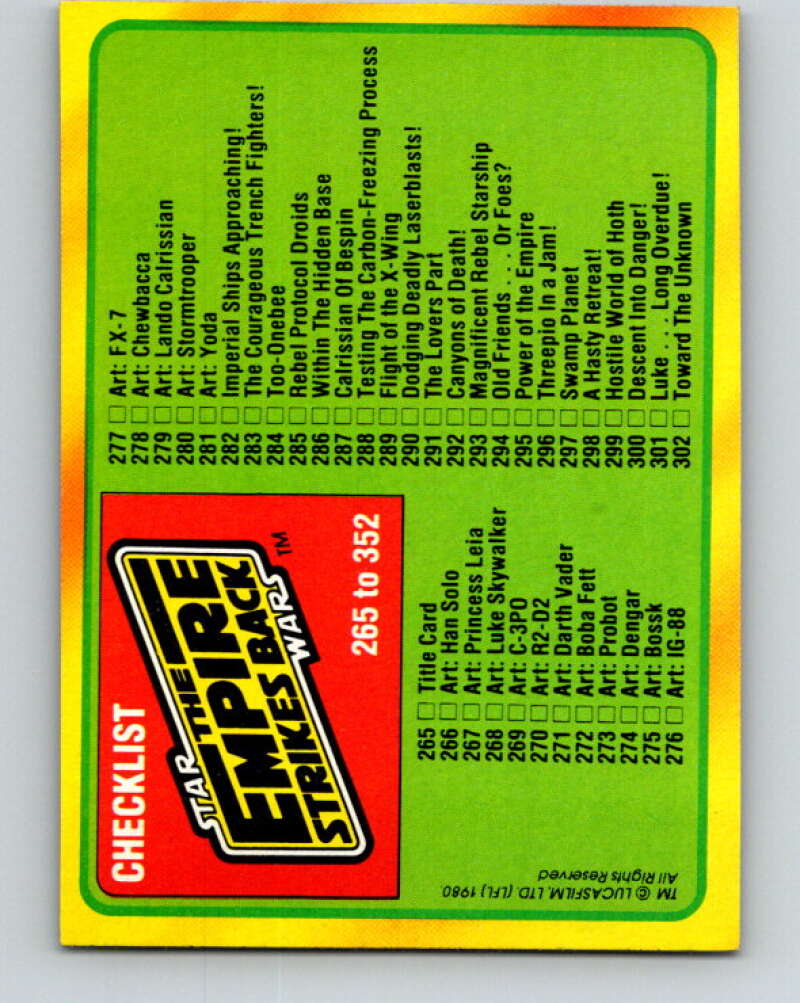 CHECKLIST
STAR
THE
EMPIRE
STRIKES BACK
WARS TM
265 to 352
265 Title Card
266 Art: Han Solo
267 Art: Princess Leia
268 Art: Luke Skywalker
269 Art: C-3PO
270 Art: R2-D2
271 Art: Darth Vader
272 Art: Boba Fett
273 Art: Probot
274 Art: Dengar
275 Art: Bossk
276 Art: IG-88
277 Art: FX-7
278 Art: Chewbacca
279 Art: Lando Calrissian
280 Art: Stormtrooper
281 Art: Yoda
282 Imperial Ships Approaching!
283 The Courageous Trench Fighters!
284 Too-Onebee
285 Rebel Protocol Droids
286 Within The Hidden Base
287 Calrissian Of Bespin
288 Testing The Carbon-Freezing Process
289 Flight of the X-Wing
290 Dodging Deadly Laserblasts!
291 The Lovers Part
292 Canyons of Death!
293 Magnificent Rebel Starship
294 Old Friends . . . Or Foes?
295 Power of the Empire
296 Threepio In a Jam!
297 Swamp Planet
298 A Hasty Retreat!
299 Hostile World of Hoth
300 Descent Into Danger!
301 Luke . . . Long Overdue!
302 Toward The Unknown
TM © LUCASFILM, LTD. (LFL) 1980.
All Rights Reserved